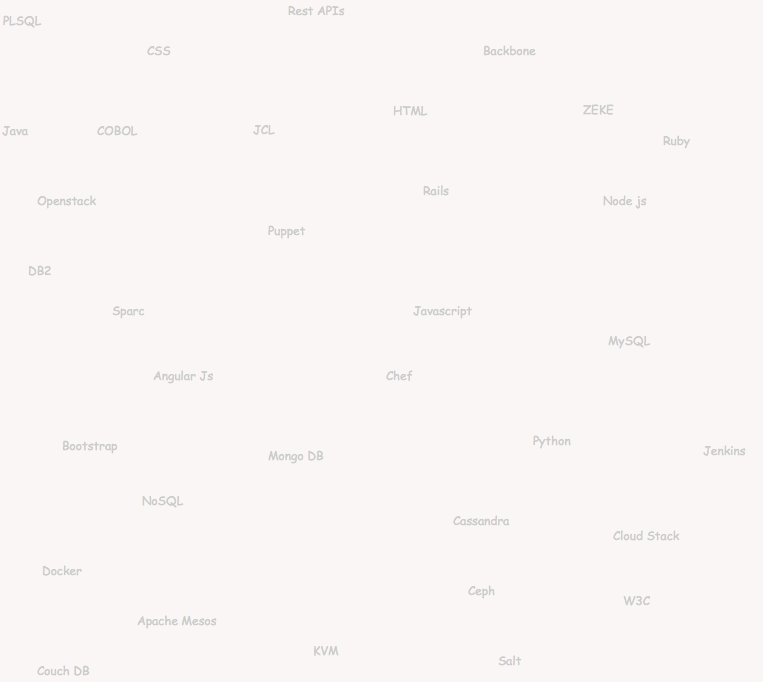 Rest APIs
PLSQL
CSS
Backbone
HTML
ZEKE
Java
COBOL
JCL
Ruby
Rails
Openstack
Node js
Puppet
DB2
Sparc
Javascript
MySQL
Angular Js
Chef
Python
Bootstrap
Mongo DB
Jenkins
NoSQL
Cassandra
Cloud Stack
Docker
Ceph
W3C
Apache Mesos
KVM
Salt
Couch DB